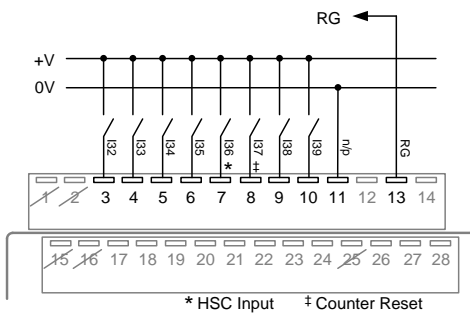 RG
+V
0V
I32 I33 I34 I35 I36 I37 I38 I39 n/p RG
* ‡
1 2 3 4 5 6 7 8 9 10 11 12 13 14
15 16 17 18 19 20 21 22 23 24 25 26 27 28
* HSC Input ‡ Counter Reset